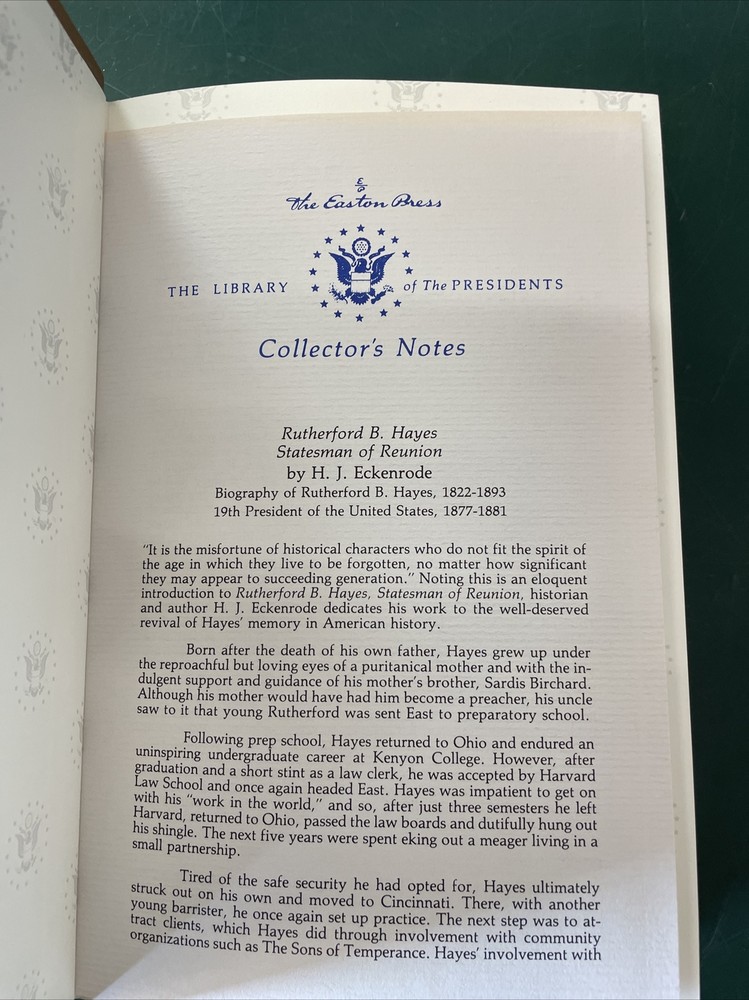 E/P
The Easton Press
THE LIBRARY of The PRESIDENTS
Collector's Notes
Rutherford B. Hayes
Statesman of Reunion
by H. J. Eckenrode
Biography of Rutherford B. Hayes, 1822-1893
19th President of the United States, 1877-1881
"It is the misfortune of historical characters who do not fit the spirit of
the age in which they live to be forgotten, no matter how significant
they may appear to succeeding generation." Noting this is an eloquent
introduction to Rutherford B. Hayes, Statesman of Reunion, historian
and author H. J. Eckenrode dedicates his work to the well-deserved
revival of Hayes' memory in American history.
Born after the death of his own father, Hayes grew up under
the reproachful but loving eyes of a puritanical mother and with the in-
dulgent support and guidance of his mother's brother, Sardis Birchard.
Although his mother would have had him become a preacher, his uncle
saw to it that young Rutherford was sent East to preparatory school.
Following prep school, Hayes returned to Ohio and endured an
uninspiring undergraduate career at Kenyon College. However, after
graduation and a short stint as a law clerk, he was accepted by Harvard
Law School and once again headed East. Hayes was impatient to get on
with his "work in the world," and so, after just three semesters he left
Harvard, returned to Ohio, passed the law boards and dutifully hung out
his shingle. The next five years were spent eking out a meager living in a
small partnership.
Tired of the safe security he had opted for, Hayes ultimately
struck out on his own and moved to Cincinnati. There, with another
young barrister, he once again set up practice. The next step was to at-
tract clients, which Hayes did through involvement with community
organizations such as The Sons of Temperance. Hayes' involvement with